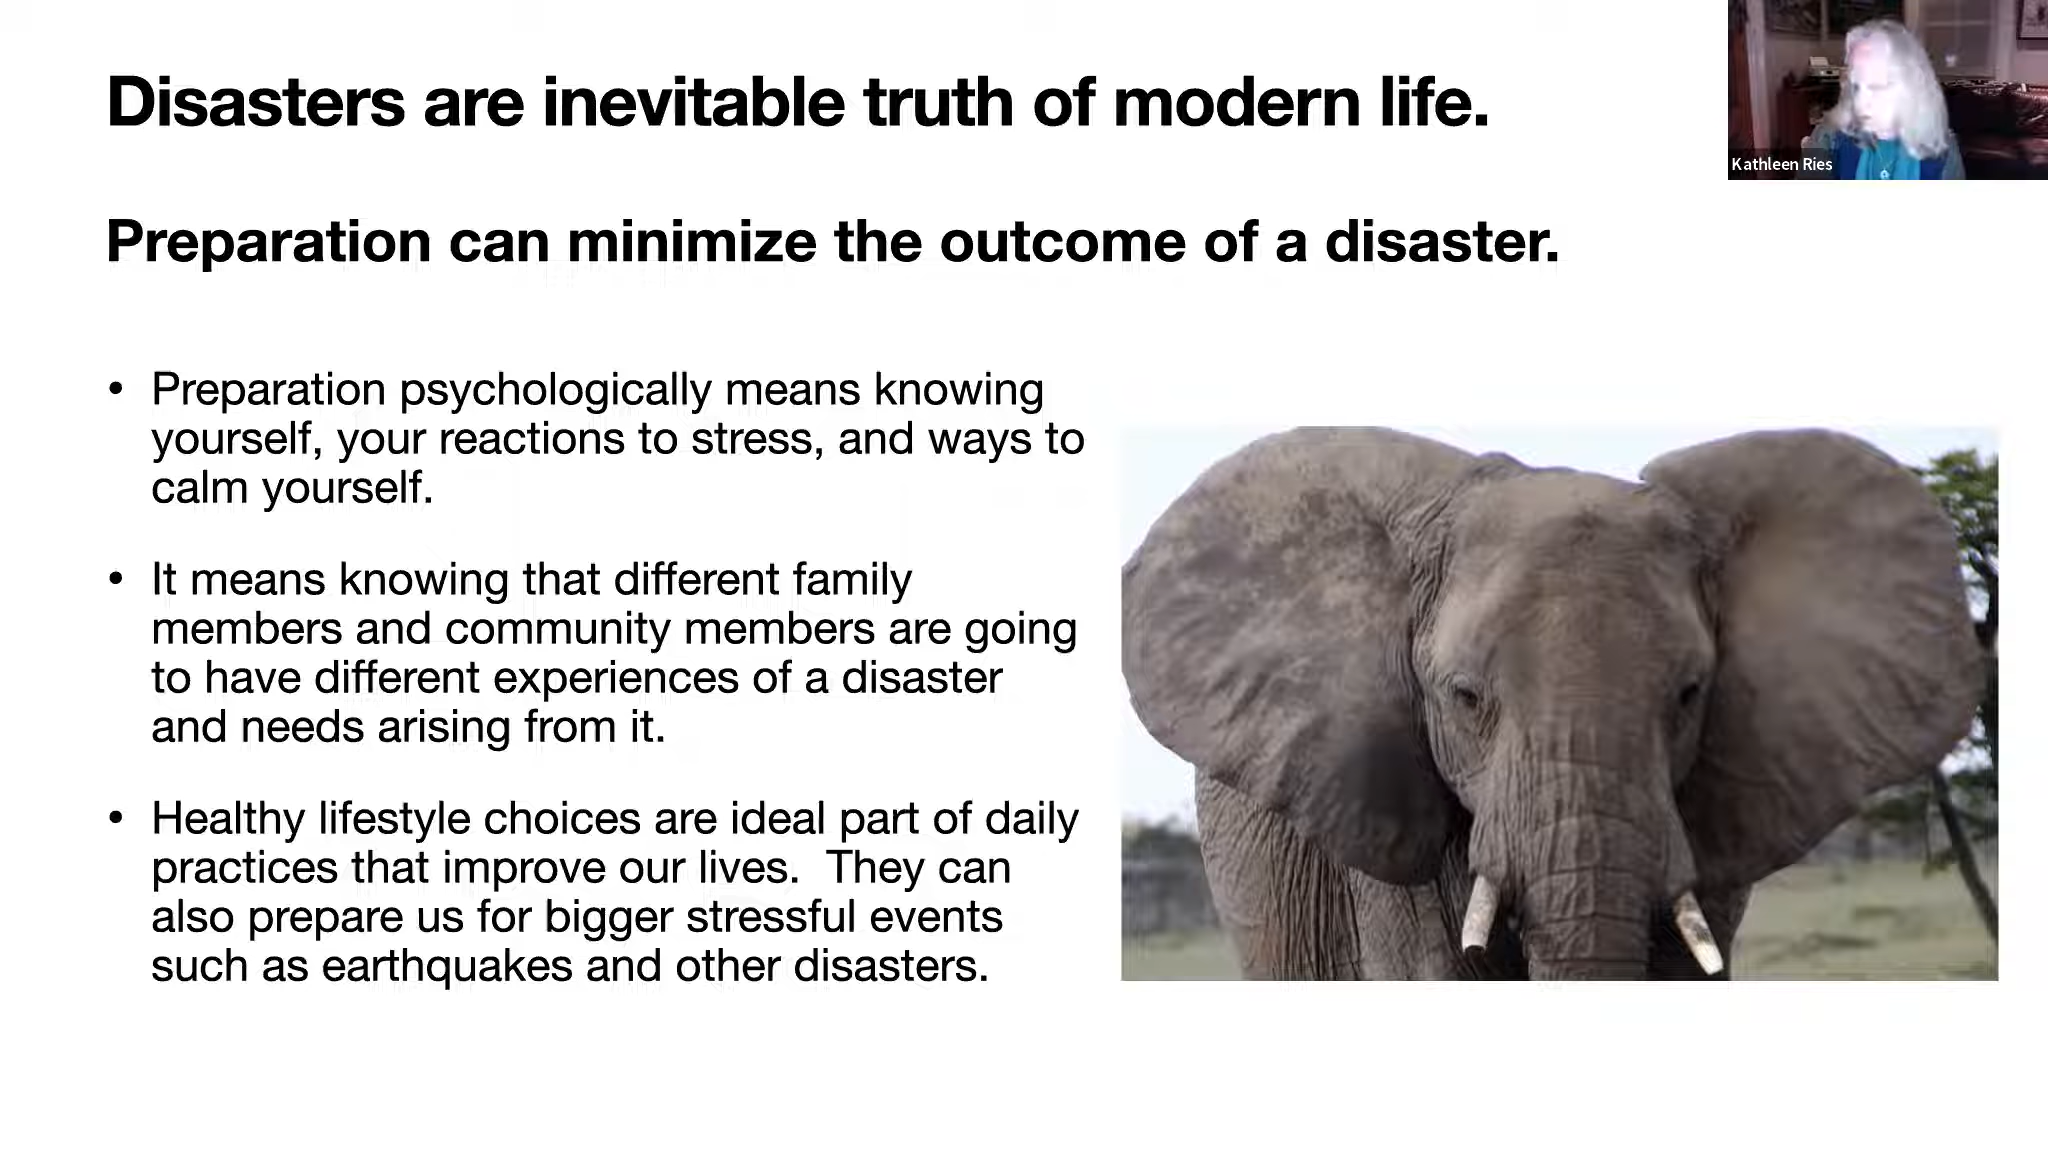 Disasters are inevitable truth of modern life.
Kathleen Ries
Preparation can minimize the outcome of a disaster.
• Preparation psychologically means knowing
yourself, your reactions to stress, and ways to
calm yourself.
• It means knowing that different family
members and community members are going
to have different experiences of a disaster
and needs arising from it.
• Healthy lifestyle choices are ideal part of daily
practices that improve our lives.  They can
also prepare us for bigger stressful events
such as earthquakes and other disasters.